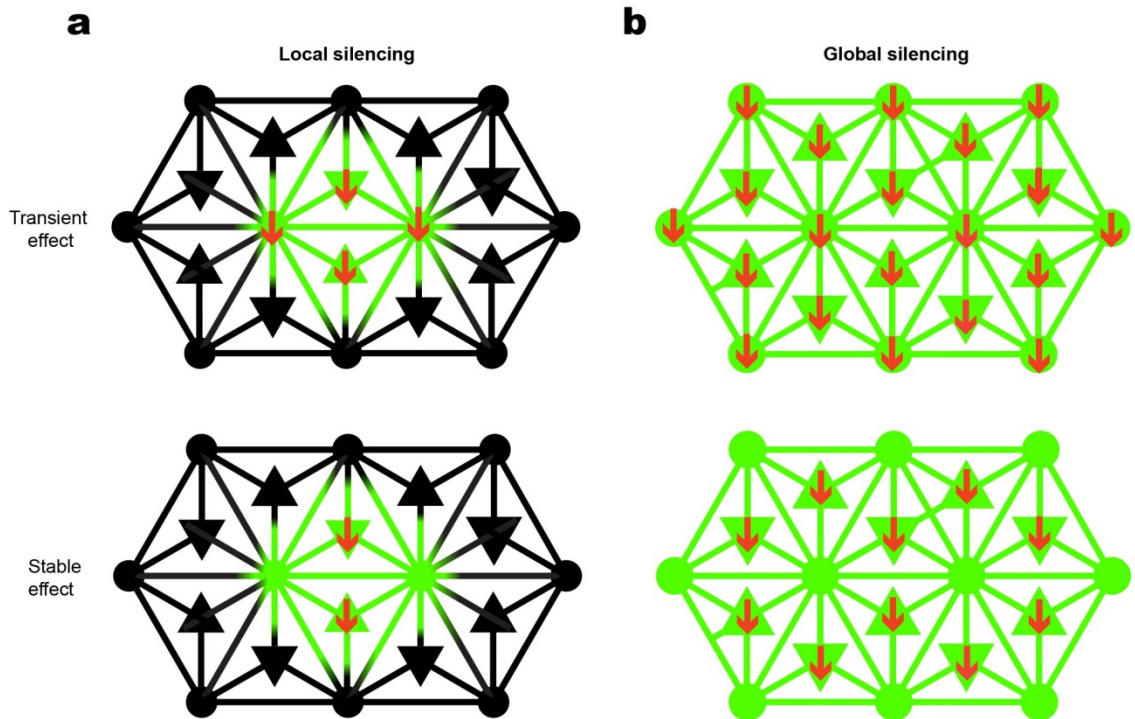 a
b
Local silencing
Global silencing
Transient
effect
Stable
effect